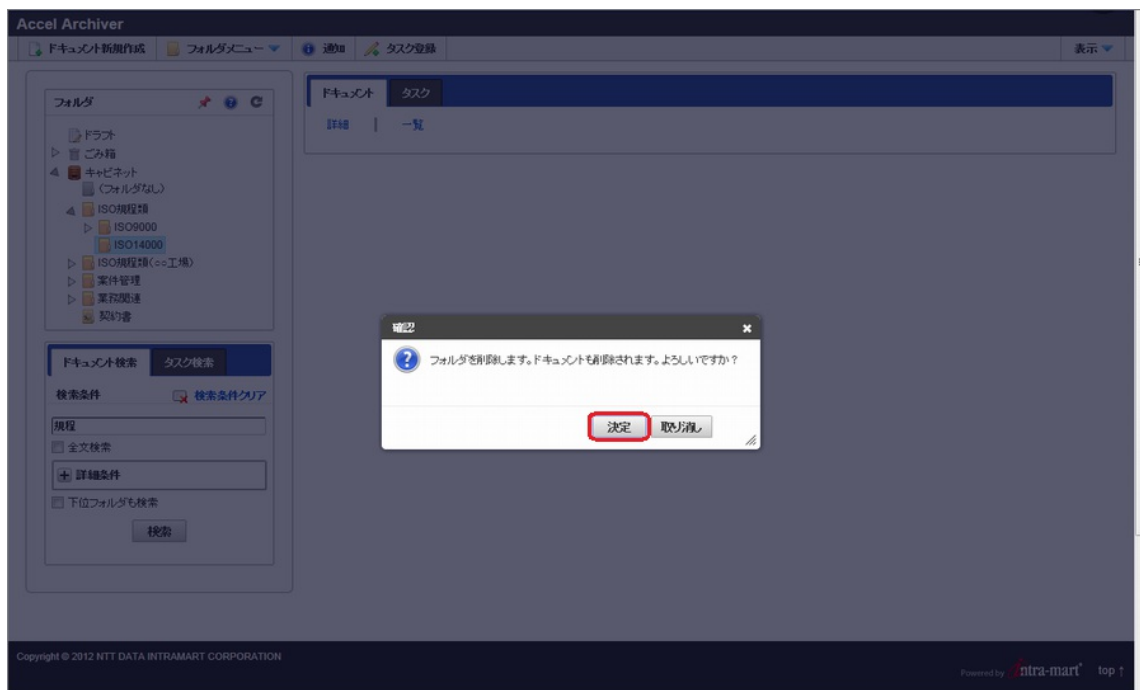 Accel Archiver
ドキュメント新規作成 フォルダメニュー 通知 タスク登録 表示
フォルダ
ドラフト
ごみ箱
キャビネット
(フォルダなし)
ISO規程類
ISO9000
ISO14000
ISO規程類(○○工場)
案件管理
業務関連
契約書
ドキュメント検索 タスク検索
検索条件 検索条件クリア
規程
全文検索
詳細条件
下位フォルダも検索
検索
ドキュメント タスク
詳細 | 一覧
確認
フォルダを削除します。ドキュメントも削除されます。よろしいですか?
決定 取り消し
Copyright © 2012 NTT DATA INTRAMART CORPORATION
Powered by intra-mart top ↑